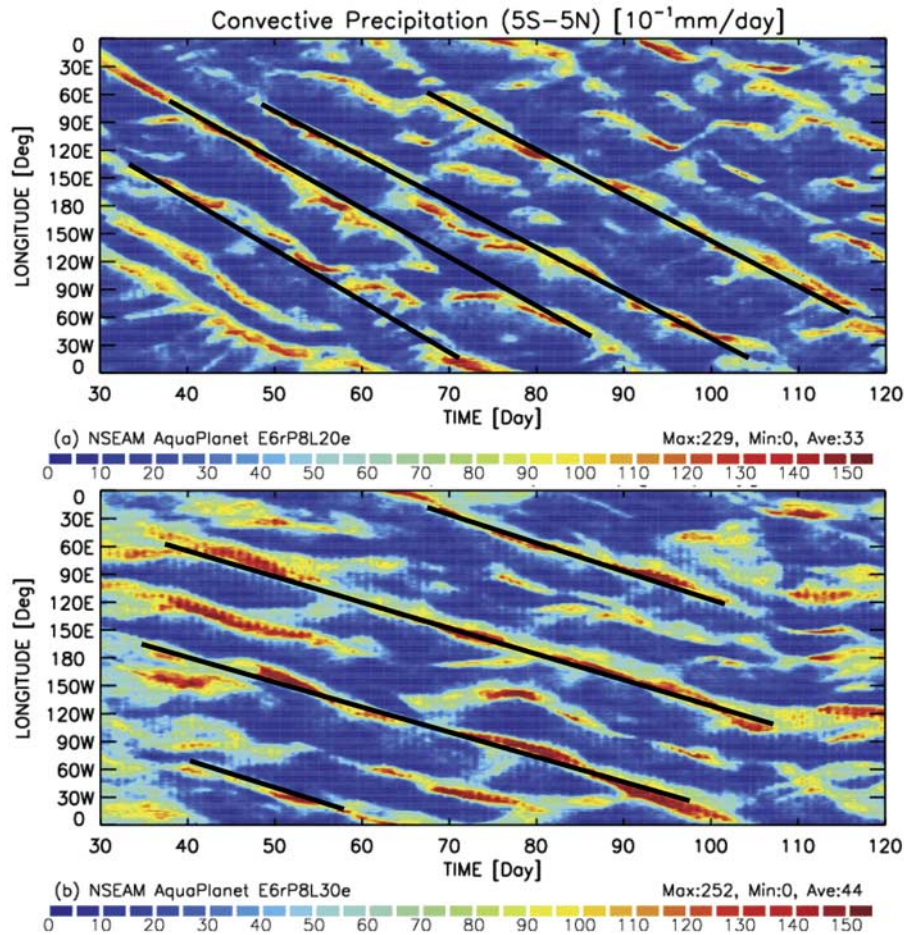 Convective Precipitation (5S−5N) [10⁻¹mm/day]
0
30E
60E
90E
120E
150E
180
150W
120W
90W
60W
30W
0
LONGITUDE [Deg]
30 40 50 60 70 80 90 100 110 120
TIME [Day]
(a) NSEAM AquaPlanet E6rP8L20e Max:229, Min:0, Ave:33
0 10 20 30 40 50 60 70 80 90 100 110 120 130 140 150
0
30E
60E
90E
120E
150E
180
150W
120W
90W
60W
30W
0
LONGITUDE [Deg]
30 40 50 60 70 80 90 100 110 120
TIME [Day]
(b) NSEAM AquaPlanet E6rP8L30e Max:252, Min:0, Ave:44
0 10 20 30 40 50 60 70 80 90 100 110 120 130 140 150